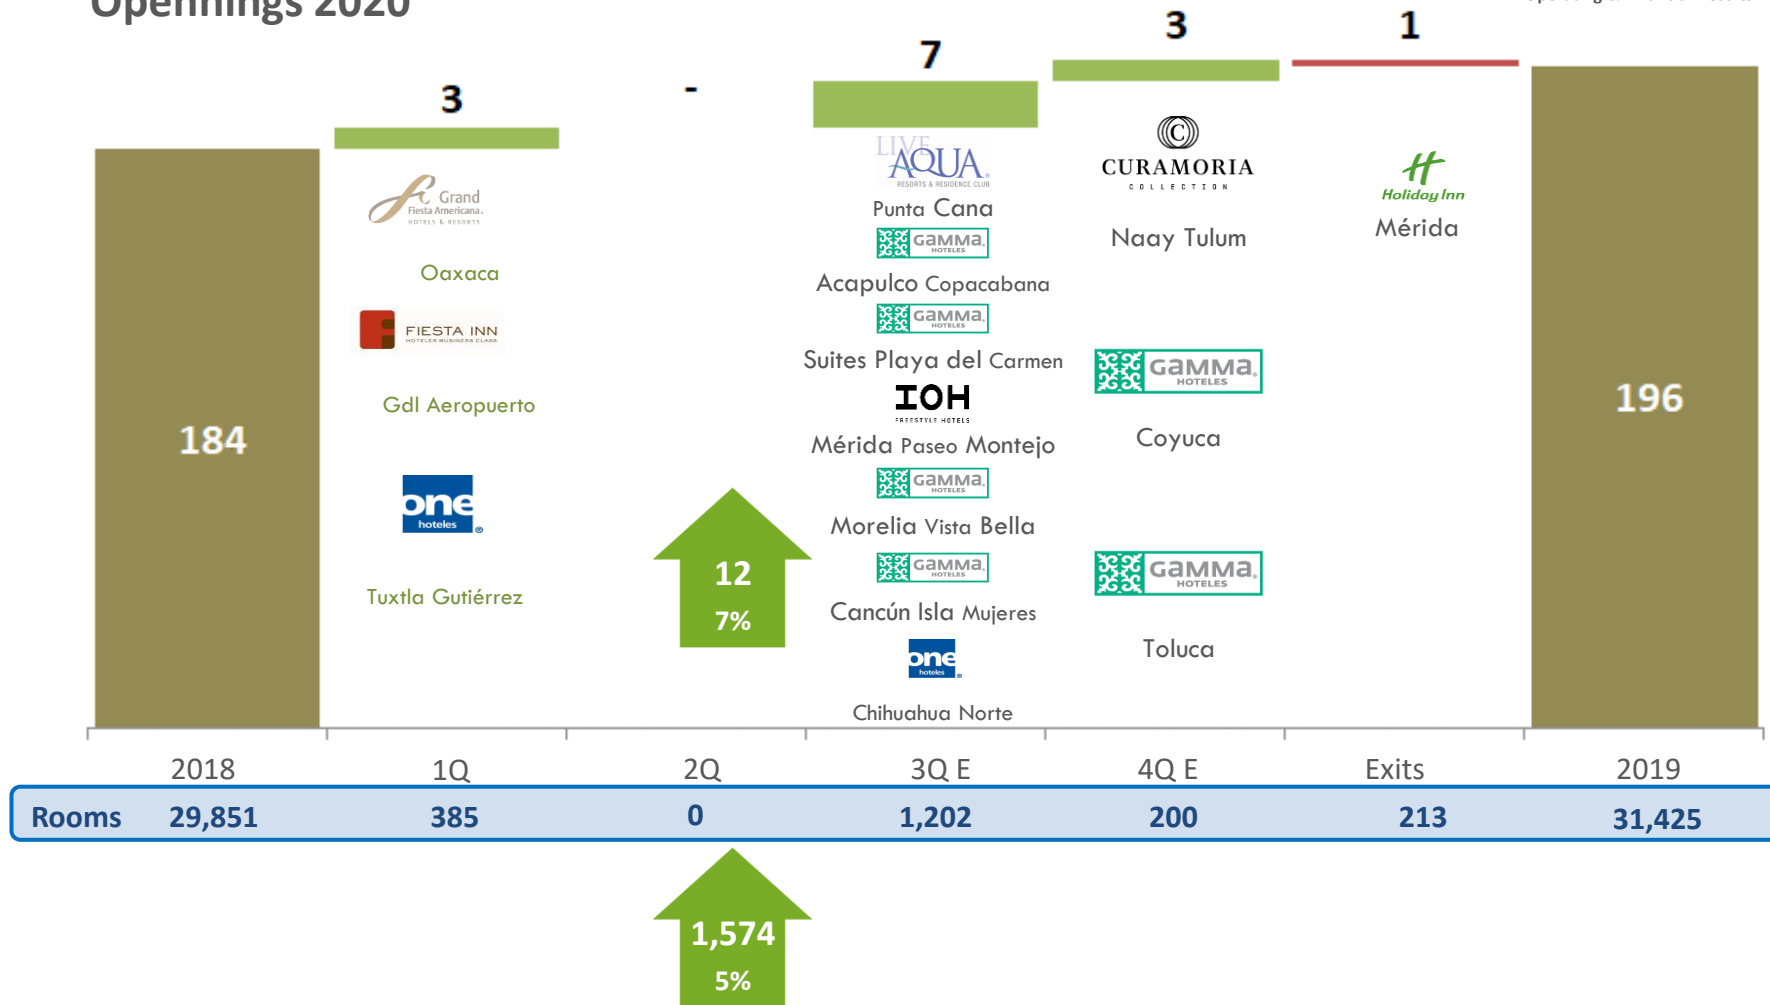 Opennings 2020
3
-
7
3
1
184
Grand
Fiesta Americana.
HOTELS & RESORTS
Oaxaca
FIESTA INN
HOTELES BUSINESS CLASS
Gdl Aeropuerto
one
hoteles
Tuxtla Gutiérrez
12
7%
LIVE
AQUA
RESORTS & RESIDENCE CLUB
Punta Cana
GaMMa.
HOTELES
Acapulco Copacabana
GaMMa.
HOTELES
Suites Playa del Carmen
IOH
FREESTYLE HOTELS
Mérida Paseo Montejo
GaMMa.
HOTELES
Morelia Vista Bella
GaMMa.
HOTELES
Cancún Isla Mujeres
one
hoteles
Chihuahua Norte
C
CURAMORIA
COLLECTION
Naay Tulum
GaMMa.
HOTELES
Coyuca
GaMMa.
HOTELES
Toluca
H
Holiday Inn
Mérida
196
2018 1Q 2Q 3Q E 4Q E Exits 2019
Rooms 29,851 385 0 1,202 200 213 31,425
1,574
5%